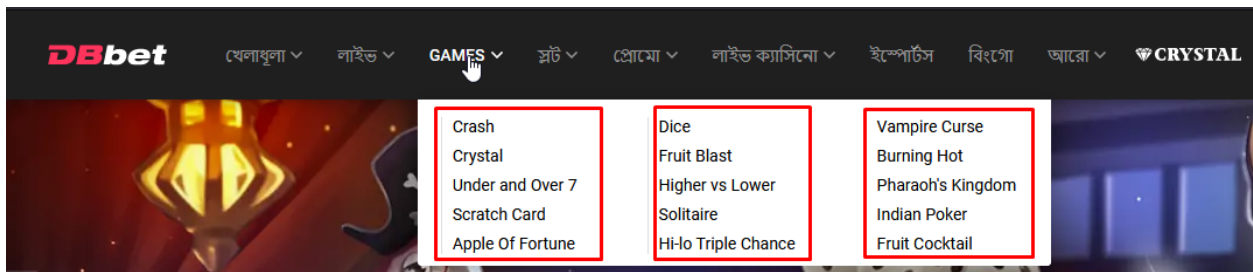 DBbet খেলাধূলা লাইভ GAMES স্লট প্রোমো লাইভ ক্যাসিনো ইস্পোর্টস বিংগো আরো CRYSTAL
Crash Dice Vampire Curse
Crystal Fruit Blast Burning Hot
Under and Over 7 Higher vs Lower Pharaoh's Kingdom
Scratch Card Solitaire Indian Poker
Apple Of Fortune Hi-lo Triple Chance Fruit Cocktail